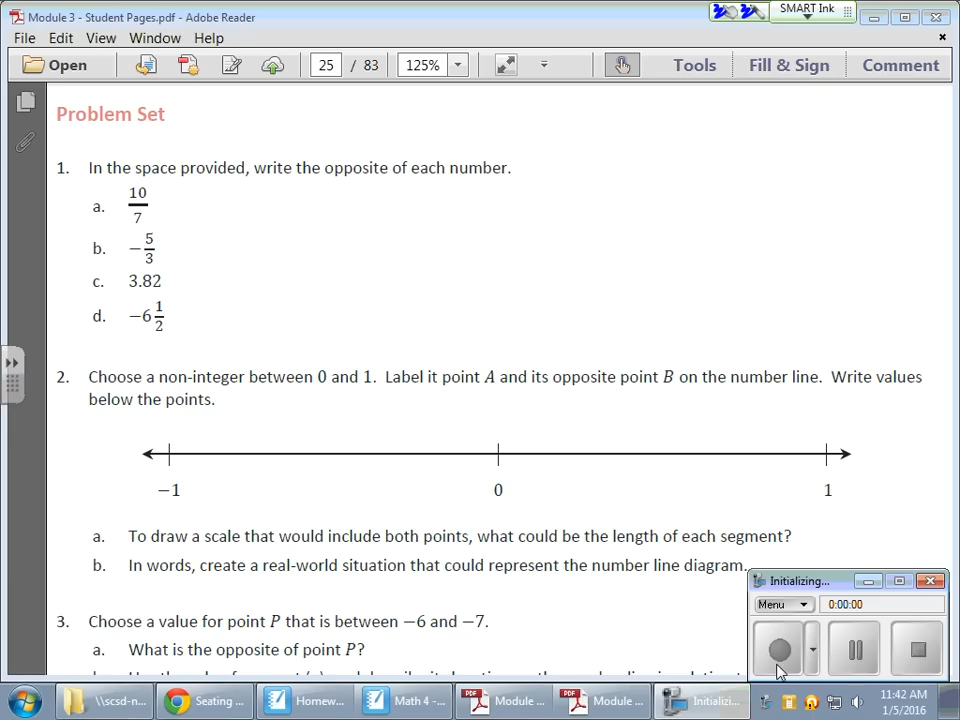 Module 3 - Student Pages.pdf - Adobe Reader
SMART Ink
File Edit View Window Help
Open 25 / 83 125% Tools Fill & Sign Comment
Problem Set
1. In the space provided, write the opposite of each number.
a. 10/7
b. −5/3
c. 3.82
d. −6 1/2
2. Choose a non-integer between 0 and 1. Label it point A and its opposite point B on the number line. Write values
below the points.
−1 0 1
a. To draw a scale that would include both points, what could be the length of each segment?
b. In words, create a real-world situation that could represent the number line diagram.
Initializing...
Menu 0:00:00
3. Choose a value for point P that is between −6 and −7.
a. What is the opposite of point P?
\\sccd-n... Seating ... Homew... Math 4 -... Module ... Module ... Initializi...
11:42 AM
1/5/2016